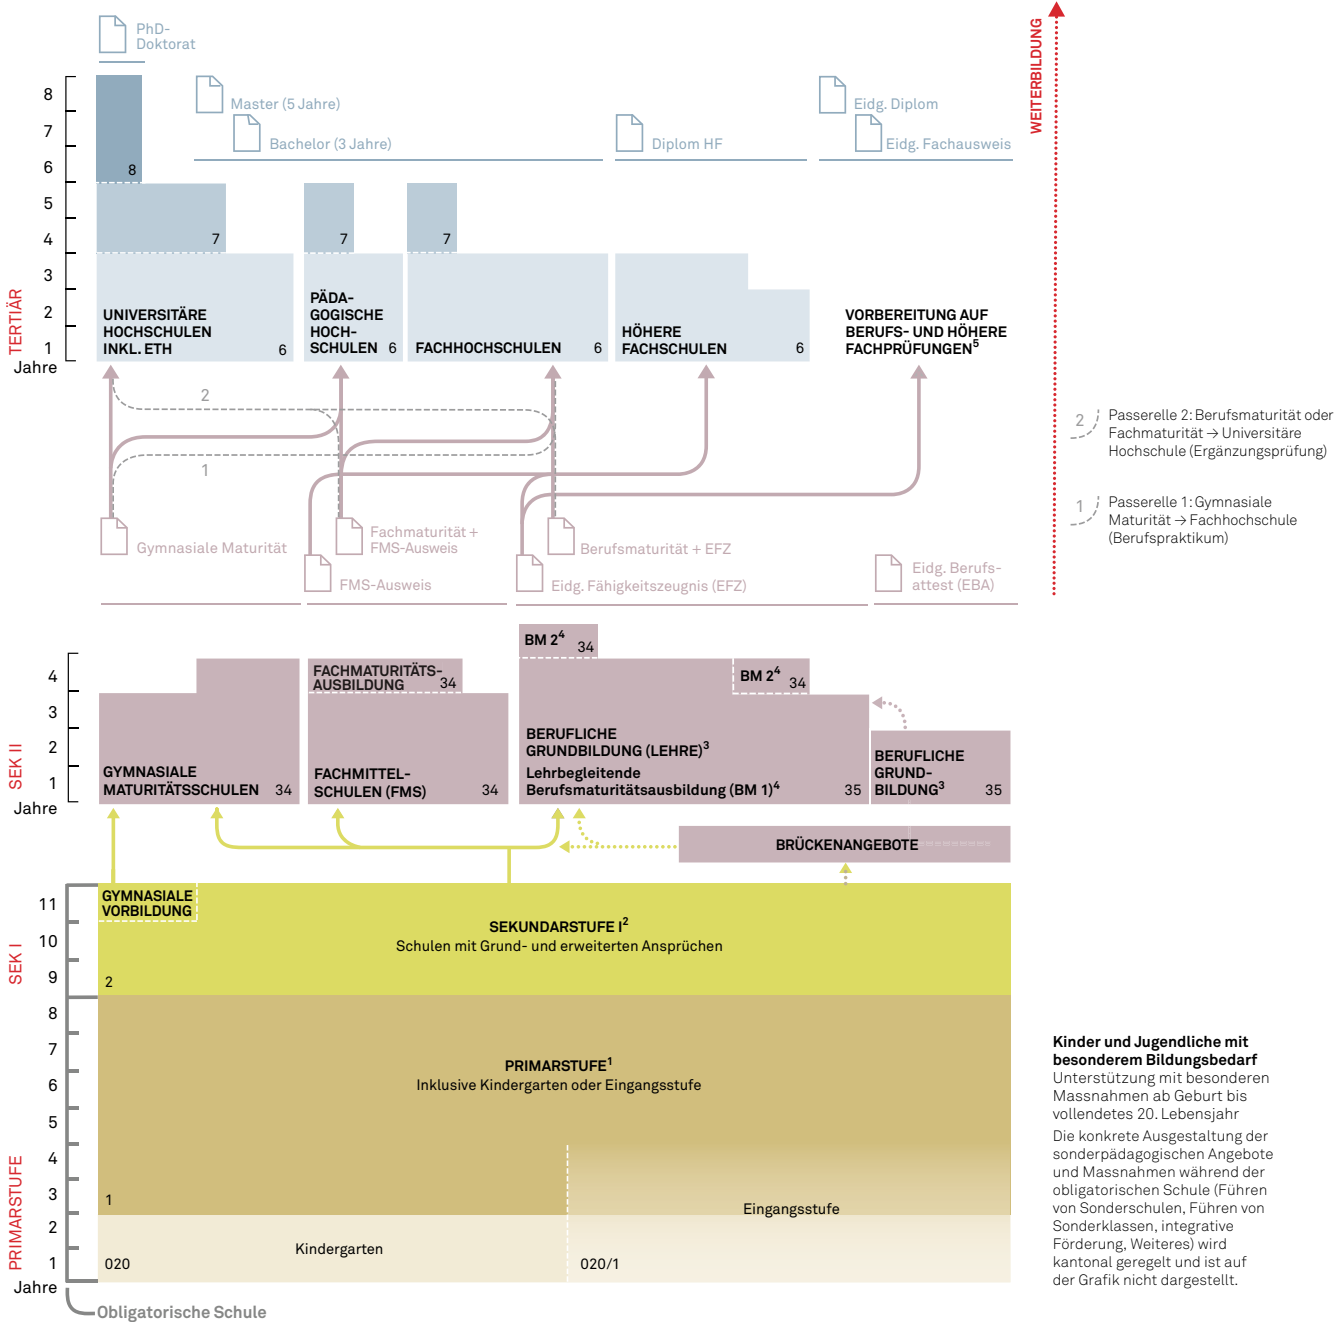 PhD-
Doktorat
Master (5 Jahre)
Bachelor (3 Jahre)
Diplom HF
Eidg. Diplom
Eidg. Fachausweis
WEITERBILDUNG
8
7
6
5
4
3
2
1
Jahre
TERTIÄR
8
7
7
7
UNIVERSITÄRE
HOCHSCHULEN
INKL. ETH
6
PÄDA-
GOGISCHE
HOCH-
SCHULEN
6
FACHHOCHSCHULEN
6
HÖHERE
FACHSCHULEN
6
VORBEREITUNG AUF
BERUFS- UND HÖHERE
FACHPRÜFUNGEN5
2
1
2
Passerelle 2: Berufsmaturität oder
Fachmaturität → Universitäre
Hochschule (Ergänzungsprüfung)
1
Passerelle 1: Gymnasiale
Maturität → Fachhochschule
(Berufspraktikum)
Gymnasiale Maturität
Fachmaturität +
FMS-Ausweis
FMS-Ausweis
Berufsmaturität + EFZ
Eidg. Fähigkeitszeugnis (EFZ)
Eidg. Berufs-
attest (EBA)
4
3
2
1
Jahre
SEK II
GYMNASIALE
MATURITÄTSSCHULEN
34
FACHMATURITÄTS-
AUSBILDUNG
34
FACHMITTEL-
SCHULEN (FMS)
34
BM 24
34
BM 24
34
BERUFLICHE
GRUNDBILDUNG (LEHRE)3
Lehrbegleitende
Berufsmaturitätsausbildung (BM 1)4
35
BERUFLICHE
GRUND-
BILDUNG3
35
BRÜCKENANGEBOTE
11
10
9
SEK I
GYMNASIALE
VORBILDUNG
SEKUNDARSTUFE I2
Schulen mit Grund- und erweiterten Ansprüchen
2
8
7
6
5
4
3
2
1
Jahre
PRIMARSTUFE
PRIMARSTUFE1
Inklusive Kindergarten oder Eingangsstufe
1
Eingangsstufe
Kindergarten
020
020/1
Obligatorische Schule
Kinder und Jugendliche mit
besonderem Bildungsbedarf
Unterstützung mit besonderen
Massnahmen ab Geburt bis
vollendetes 20. Lebensjahr
Die konkrete Ausgestaltung der
sonderpädagogischen Angebote
und Massnahmen während der
obligatorischen Schule (Führen
von Sonderschulen, Führen von
Sonderklassen, integrative
Förderung, Weiteres) wird
kantonal geregelt und ist auf
der Grafik nicht dargestellt.